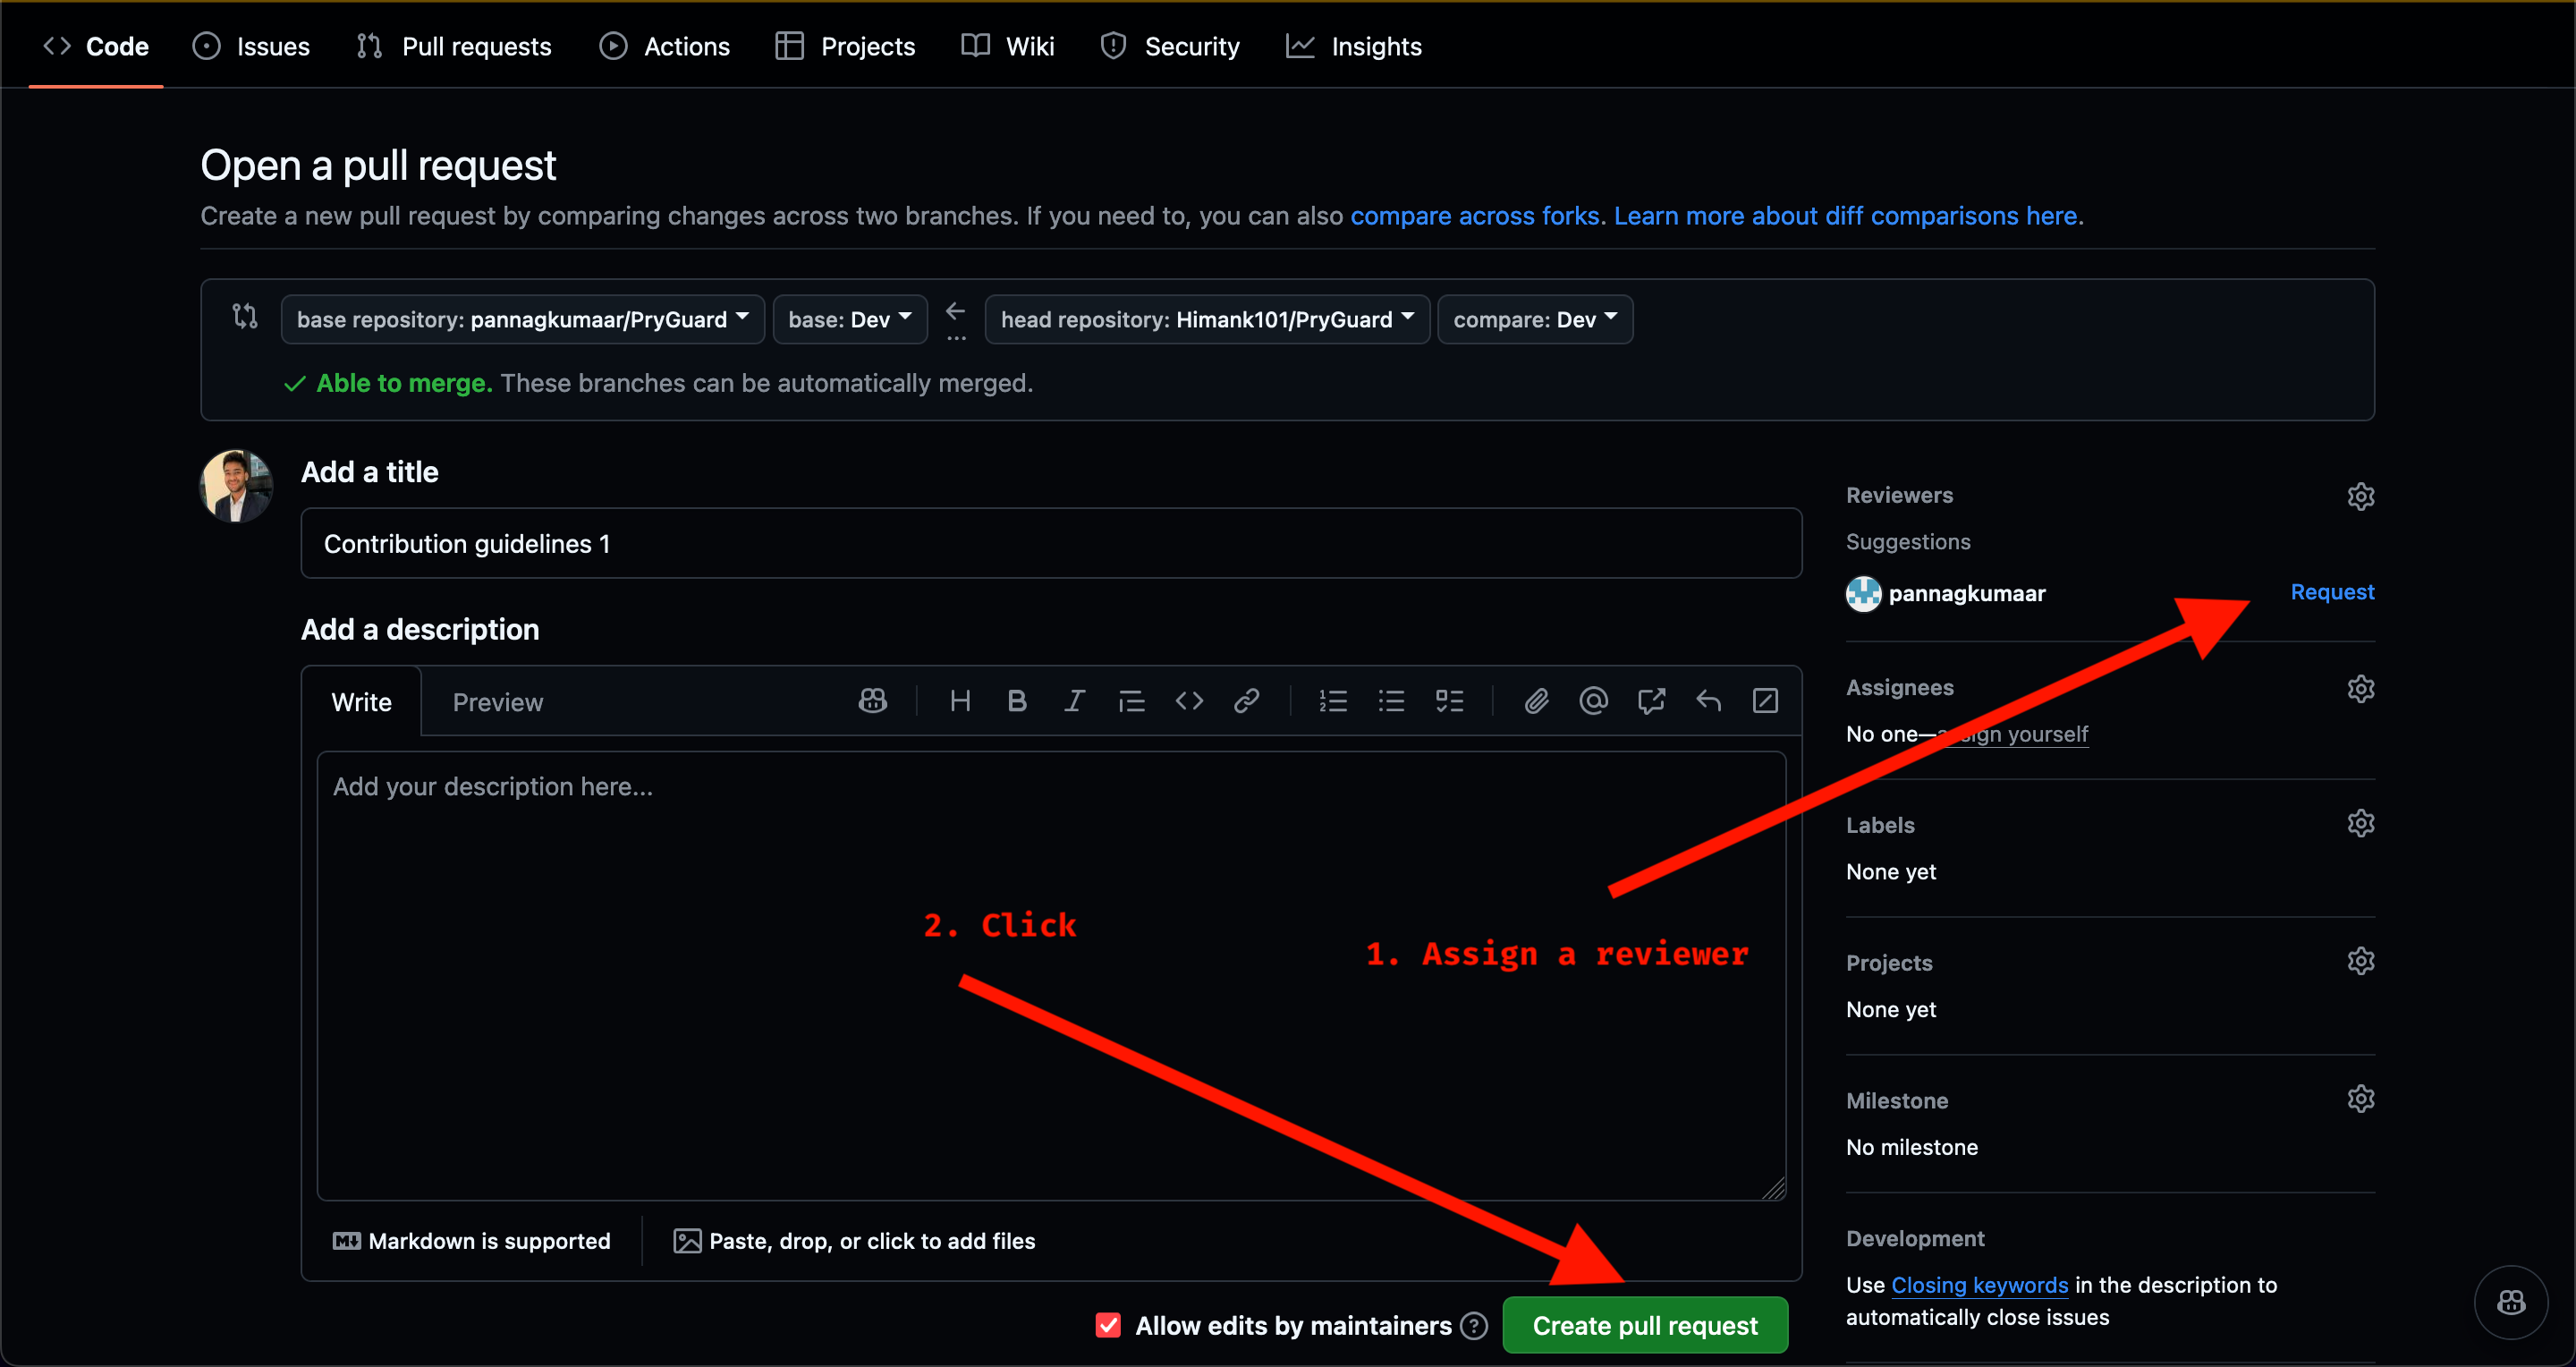 Code Issues Pull requests Actions Projects Wiki Security Insights
Open a pull request
Create a new pull request by comparing changes across two branches. If you need to, you can also compare across forks. Learn more about diff comparisons here.
base repository: pannagkumaar/PryGuard base: Dev ... head repository: Himank101/PryGuard compare: Dev
Able to merge. These branches can be automatically merged.
Add a title
Contribution guidelines 1
Add a description
Write Preview
Add your description here...
2. Click
1. Assign a reviewer
Markdown is supported Paste, drop, or click to add files
Allow edits by maintainers Create pull request
Reviewers
Suggestions
pannagkumaar Request
Assignees
No one—assign yourself
Labels
None yet
Projects
None yet
Milestone
No milestone
Development
Use Closing keywords in the description to
automatically close issues